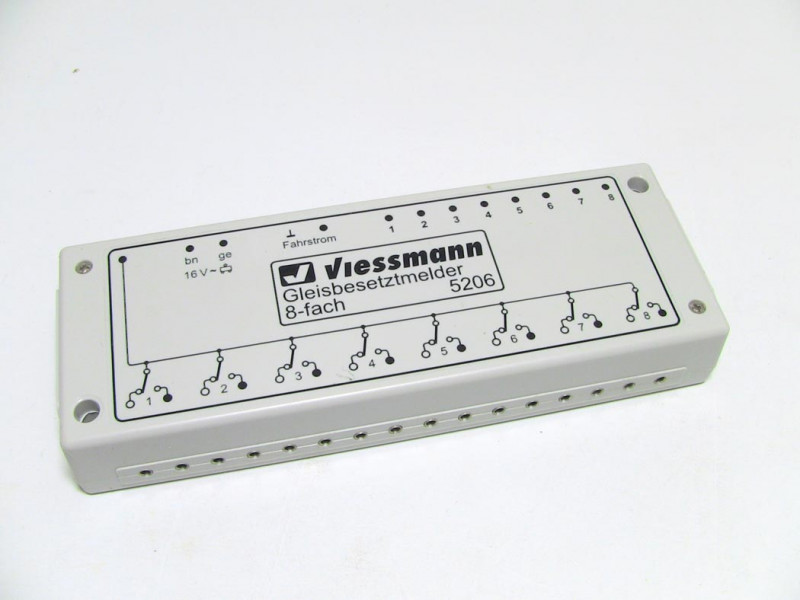 1 2 3 4 5 6 7 8
bn ge
Fahrstrom
16 V~
Viessmann
Gleisbesetztmelder
8-fach 5206
1 2 3 4 5 6 7 8